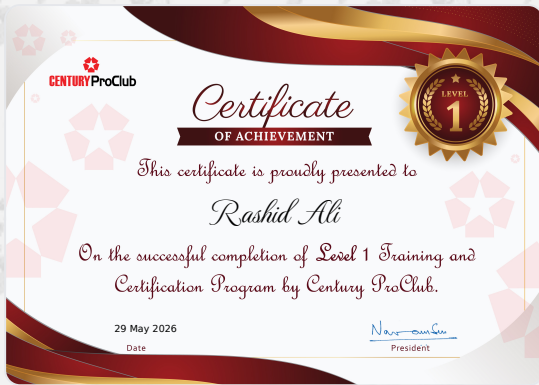 CENTURY ProClub
Certificate
OF ACHIEVEMENT
LEVEL
1
This certificate is proudly presented to
Rashid Ali
On the successful completion of Level 1 Training and
Certification Program by Century ProClub.
29 May 2026
Date
President